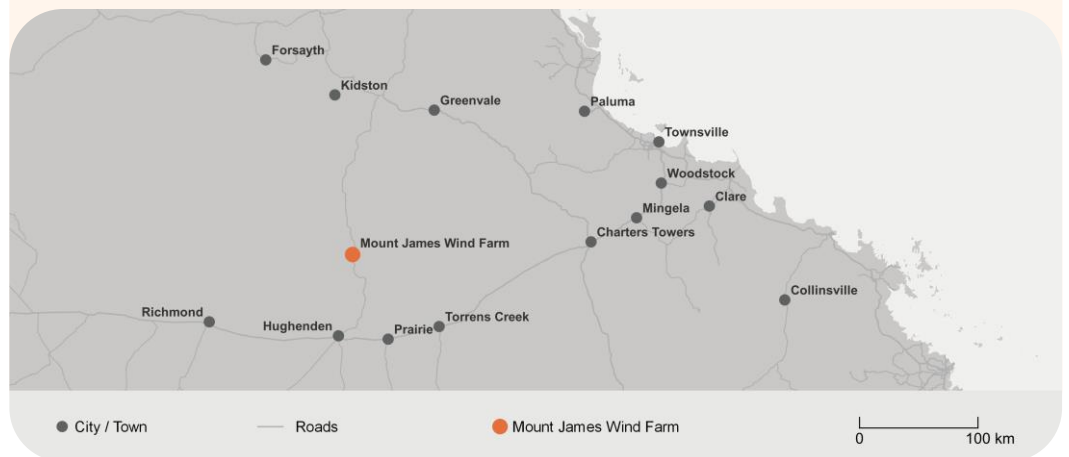 Forsayth
Kidston
Greenvale
Paluma
Townsville
Woodstock
Clare
Mingela
Charters Towers
Mount James Wind Farm
Collinsville
Richmond
Hughenden
Prairie
Torrens Creek
City / Town
Roads
Mount James Wind Farm
0
100 km